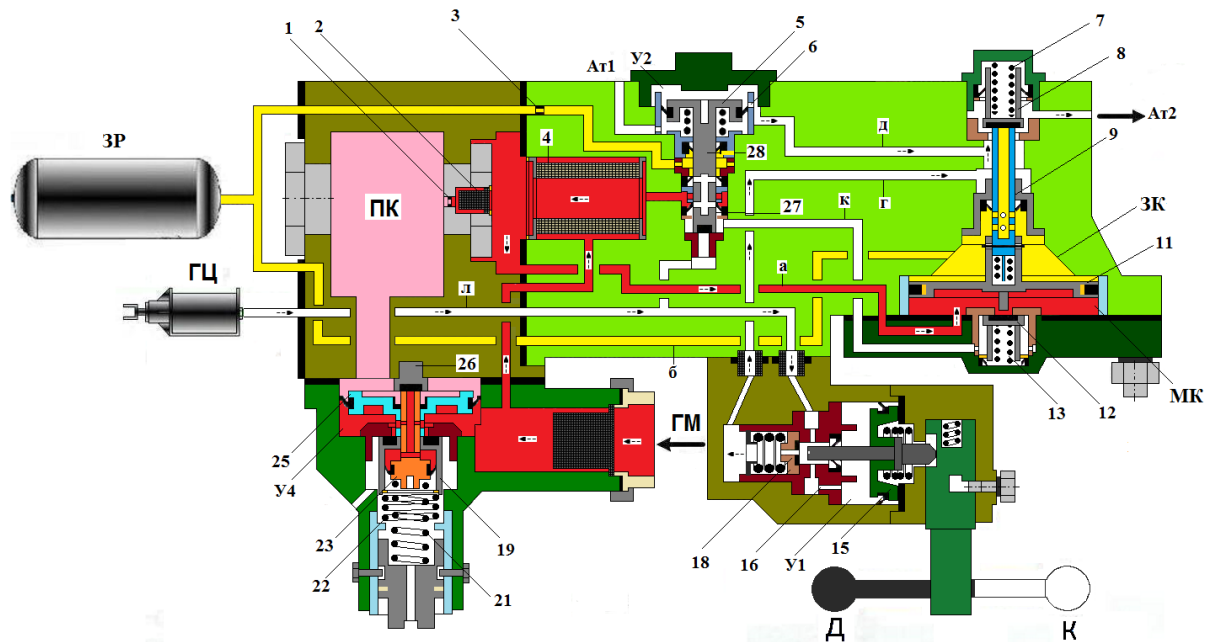 1 2 3 У2 5 6 7
Ат1 8
Ат2
ЗР 4 д 9
28
ПК к г ЗК
27
ГЦ а 11
л
26 б
13 12 МК
25 ГМ
У4
23 19 18 16 У1 15
22 21
Д К